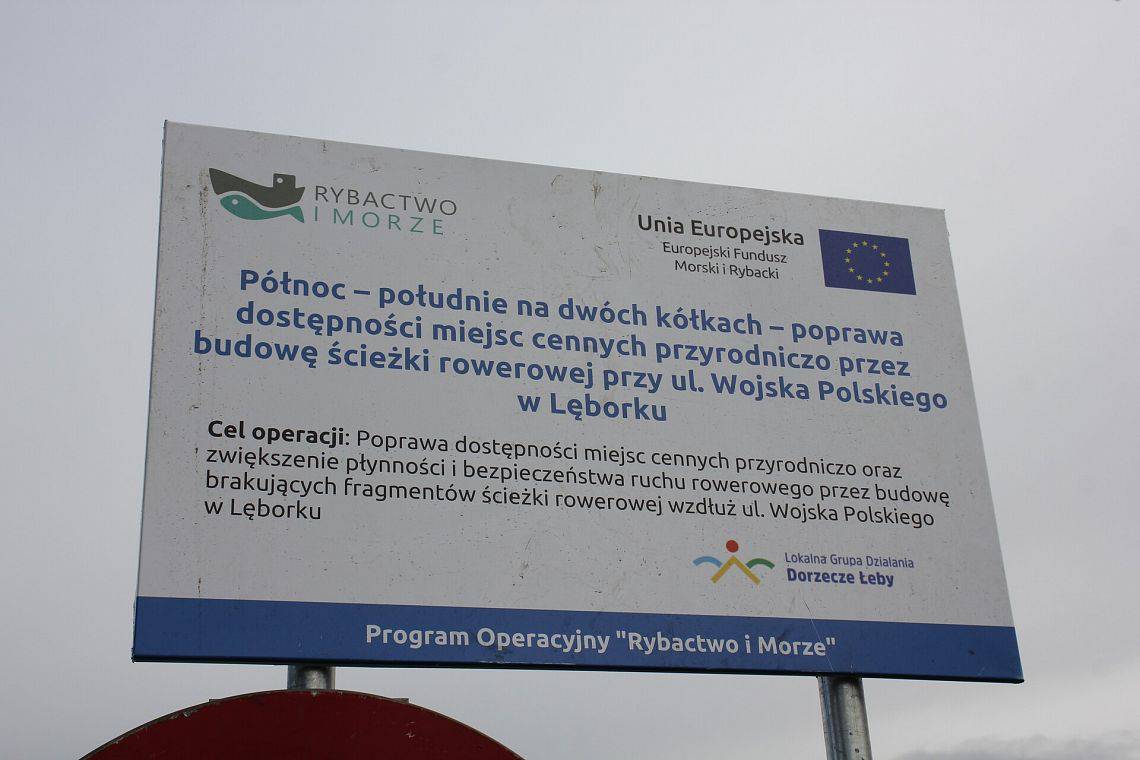 RYBACTWO
I MORZE
Unia Europejska
Europejski Fundusz
Morski i Rybacki
Północ – południe na dwóch kółkach – poprawa
dostępności miejsc cennych przyrodniczo przez
budowę ścieżki rowerowej przy ul. Wojska Polskiego
w Lęborku
Cel operacji: Poprawa dostępności miejsc cennych przyrodniczo oraz
zwiększenie płynności i bezpieczeństwa ruchu rowerowego przez budowę
brakujących fragmentów ścieżki rowerowej wzdłuż ul. Wojska Polskiego
w Lęborku
Lokalna Grupa Działania
Dorzecze Łeby
Program Operacyjny "Rybactwo i Morze"